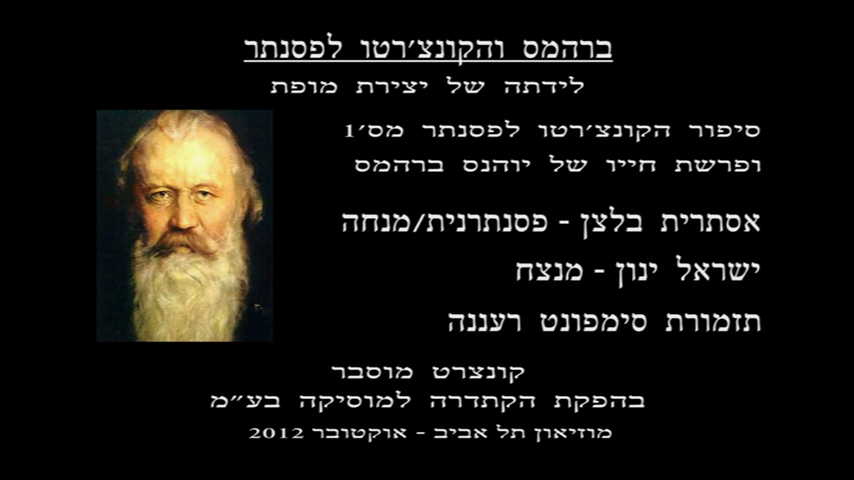 ברהמס והקונצ׳רטו לפסנתר
לידתה של יצירת מופת
סיפור הקונצ׳רטו לפסנתר מס׳1
ופרשת חייו של יוהנס ברהמס
אסתרית בלצן - פסנתרנית/מנחה
ישראל ינון - מנצח
תזמורת סימפונט רעננה
קונצרט מוסבר
בהפקת הקתדרה למוסיקה בע״מ
מוזיאון תל אביב - אוקטובר 2012